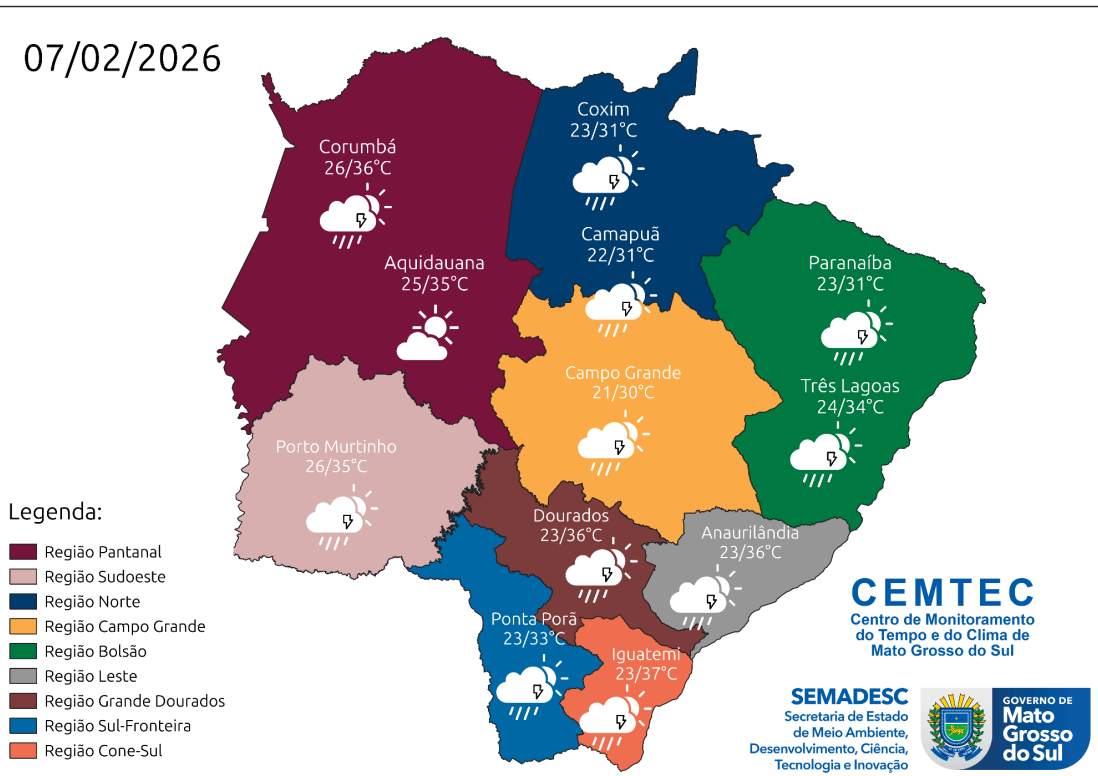 07/02/2026
Coxim
23/31°C
Corumbá
26/36°C
Camapuã
22/31°C
Aquidauana
25/35°C
Paranaíba
23/31°C
Campo Grande
21/30°C
Três Lagoas
24/34°C
Porto Murtinho
26/35°C
Dourados
23/36°C
Anaurilândia
23/36°C
Ponta Porã
23/33°C
Iguatemi
23/37°C
Legenda:
Região Pantanal
Região Sudoeste
Região Norte
Região Campo Grande
Região Bolsão
Região Leste
Região Grande Dourados
Região Sul-Fronteira
Região Cone-Sul
CEMTEC
Centro de Monitoramento
do Tempo e do Clima de
Mato Grosso do Sul
SEMADESC
Secretaria de Estado
de Meio Ambiente,
Desenvolvimento, Ciência,
Tecnologia e Inovação
GOVERNO DE
Mato
Grosso
do Sul